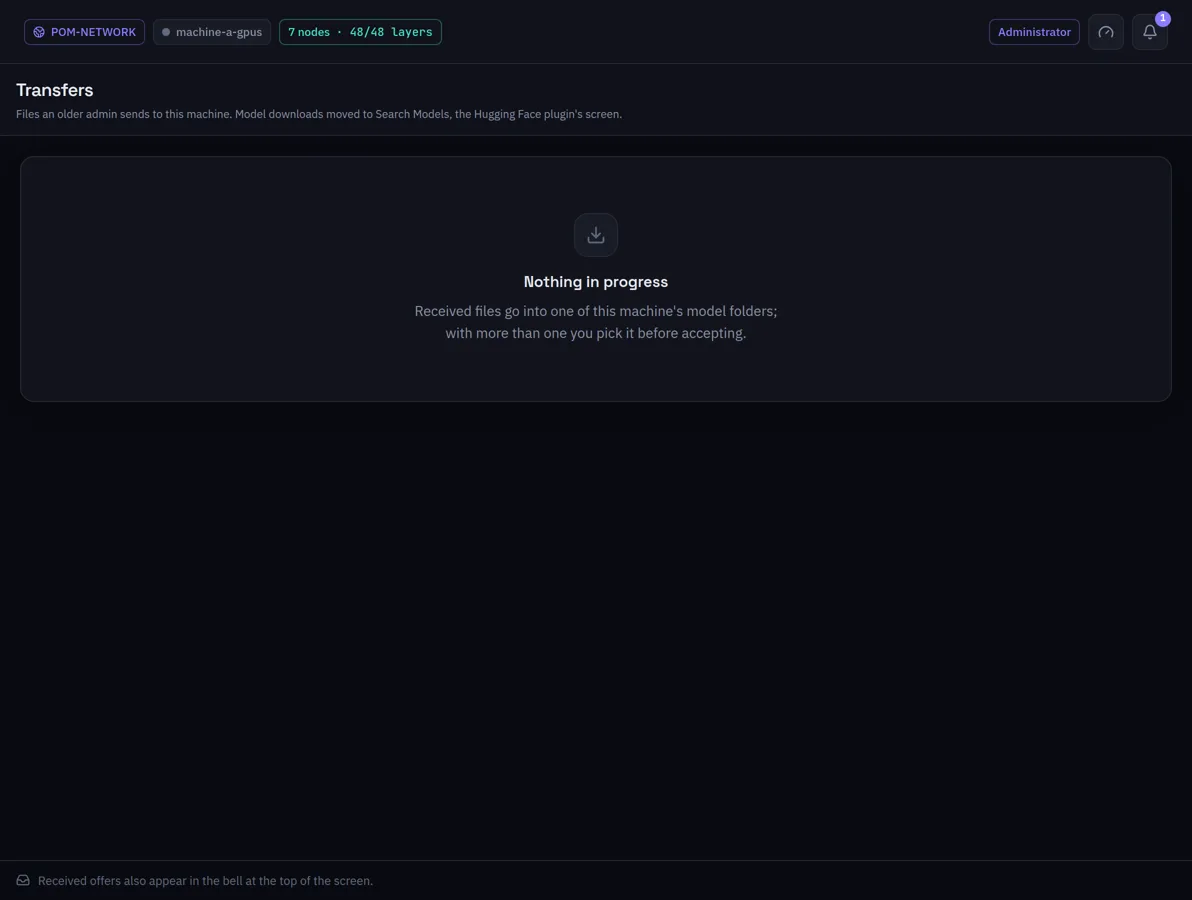 POM-NETWORK
machine-a-gpus
7 nodes · 48/48 layers
Administrator
1
Transfers
Files an older admin sends to this machine. Model downloads moved to Search Models, the Hugging Face plugin's screen.
Nothing in progress
Received files go into one of this machine's model folders;
with more than one you pick it before accepting.
Received offers also appear in the bell at the top of the screen.